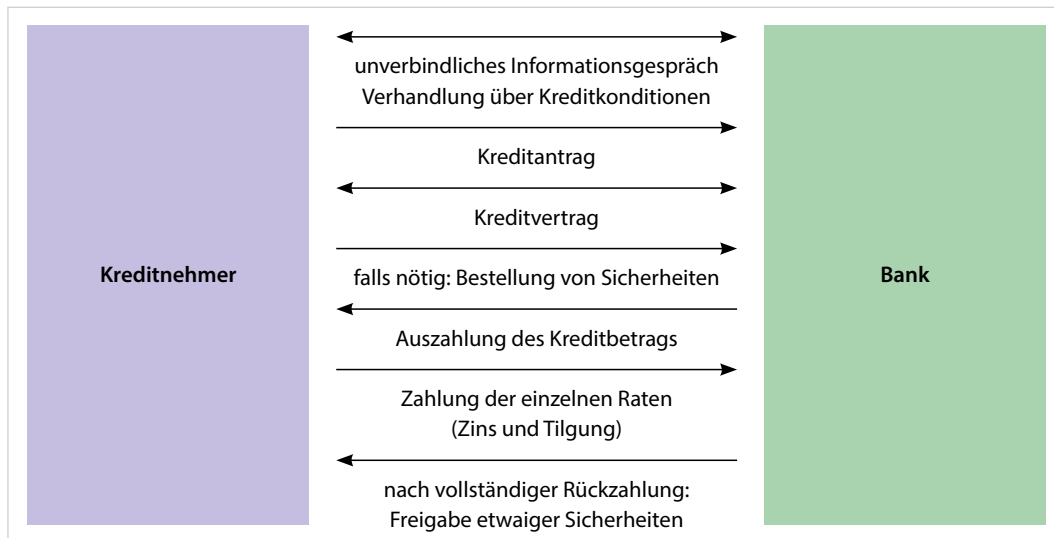 unverbindliches Informationsgespräch
Verhandlung über Kreditkonditionen
Kreditantrag
Kreditvertrag
Kreditnehmer
falls nötig: Bestellung von Sicherheiten
Bank
Auszahlung des Kreditbetrags
Zahlung der einzelnen Raten
(Zins und Tilgung)
nach vollständiger Rückzahlung:
Freigabe etwaiger Sicherheiten